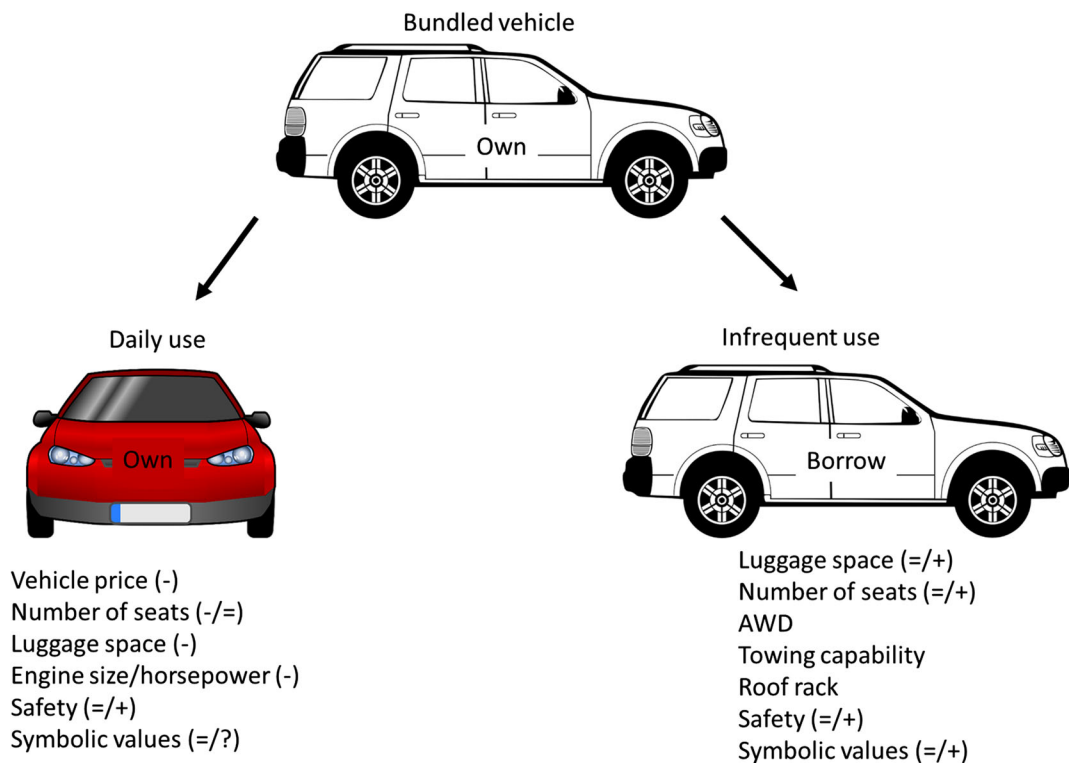 Bundled vehicle
Own
Daily use
Own
Vehicle price (-)
Number of seats (-/=)
Luggage space (-)
Engine size/horsepower (-)
Safety (=/+)
Symbolic values (=/?)
Infrequent use
Borrow
Luggage space (=/+)
Number of seats (=/+)
AWD
Towing capability
Roof rack
Safety (=/+)
Symbolic values (=/+)